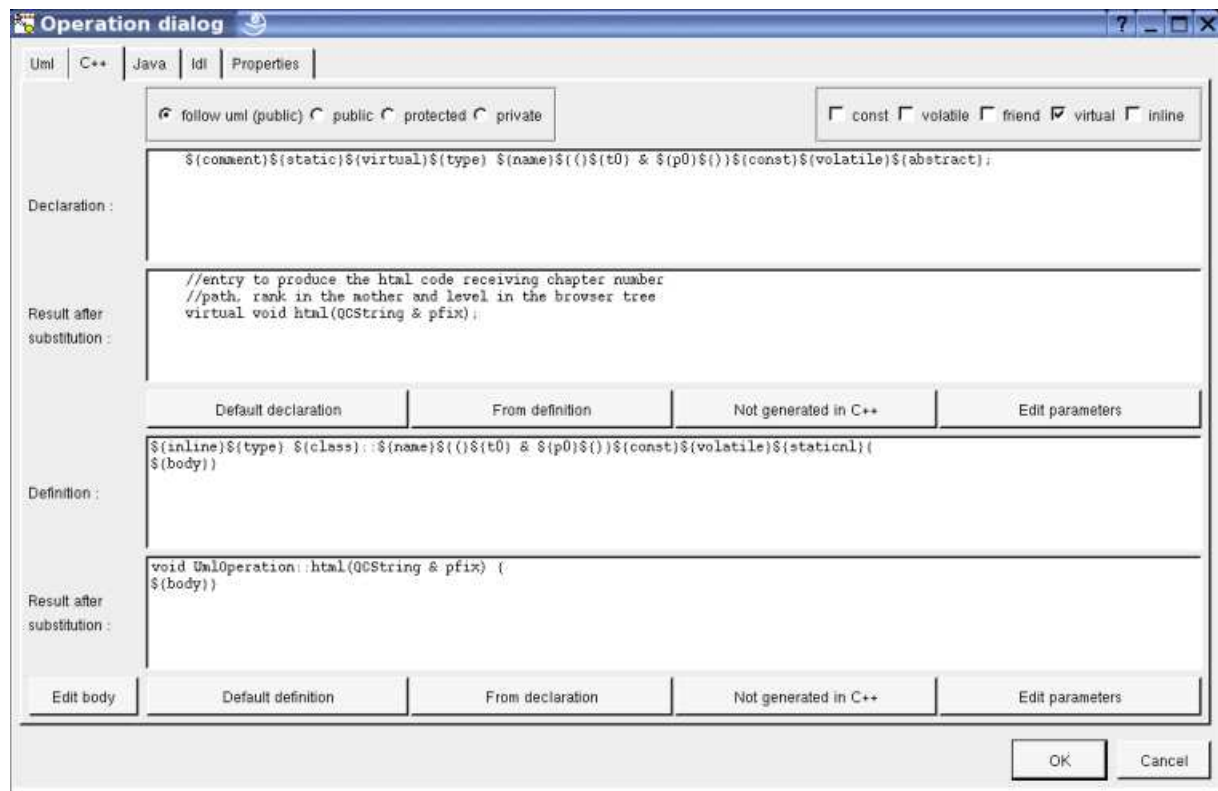 Operation dialog
Uml C++ Java Idl Properties
follow uml (public) public protected private const volatile friend virtual inline
Declaration :
${comment}${static}${virtual}${type} ${name}${(}${t0} & ${p0}${)}${const}${volatile}${abstract};
Result after
substitution :
//entry to produce the html code receiving chapter number
//path, rank in the mother and level in the browser tree
virtual void html(QCString & pfix);
Default declaration From definition Not generated in C++ Edit parameters
Definition :
${inline}${type} ${class}::${name}${(}${t0} & ${p0}${)}${const}${volatile}${staticnl}{
${body}}
Result after
substitution :
void UmlOperation::html(QCString & pfix) {
${body}}
Edit body Default definition From declaration Not generated in C++ Edit parameters
OK Cancel